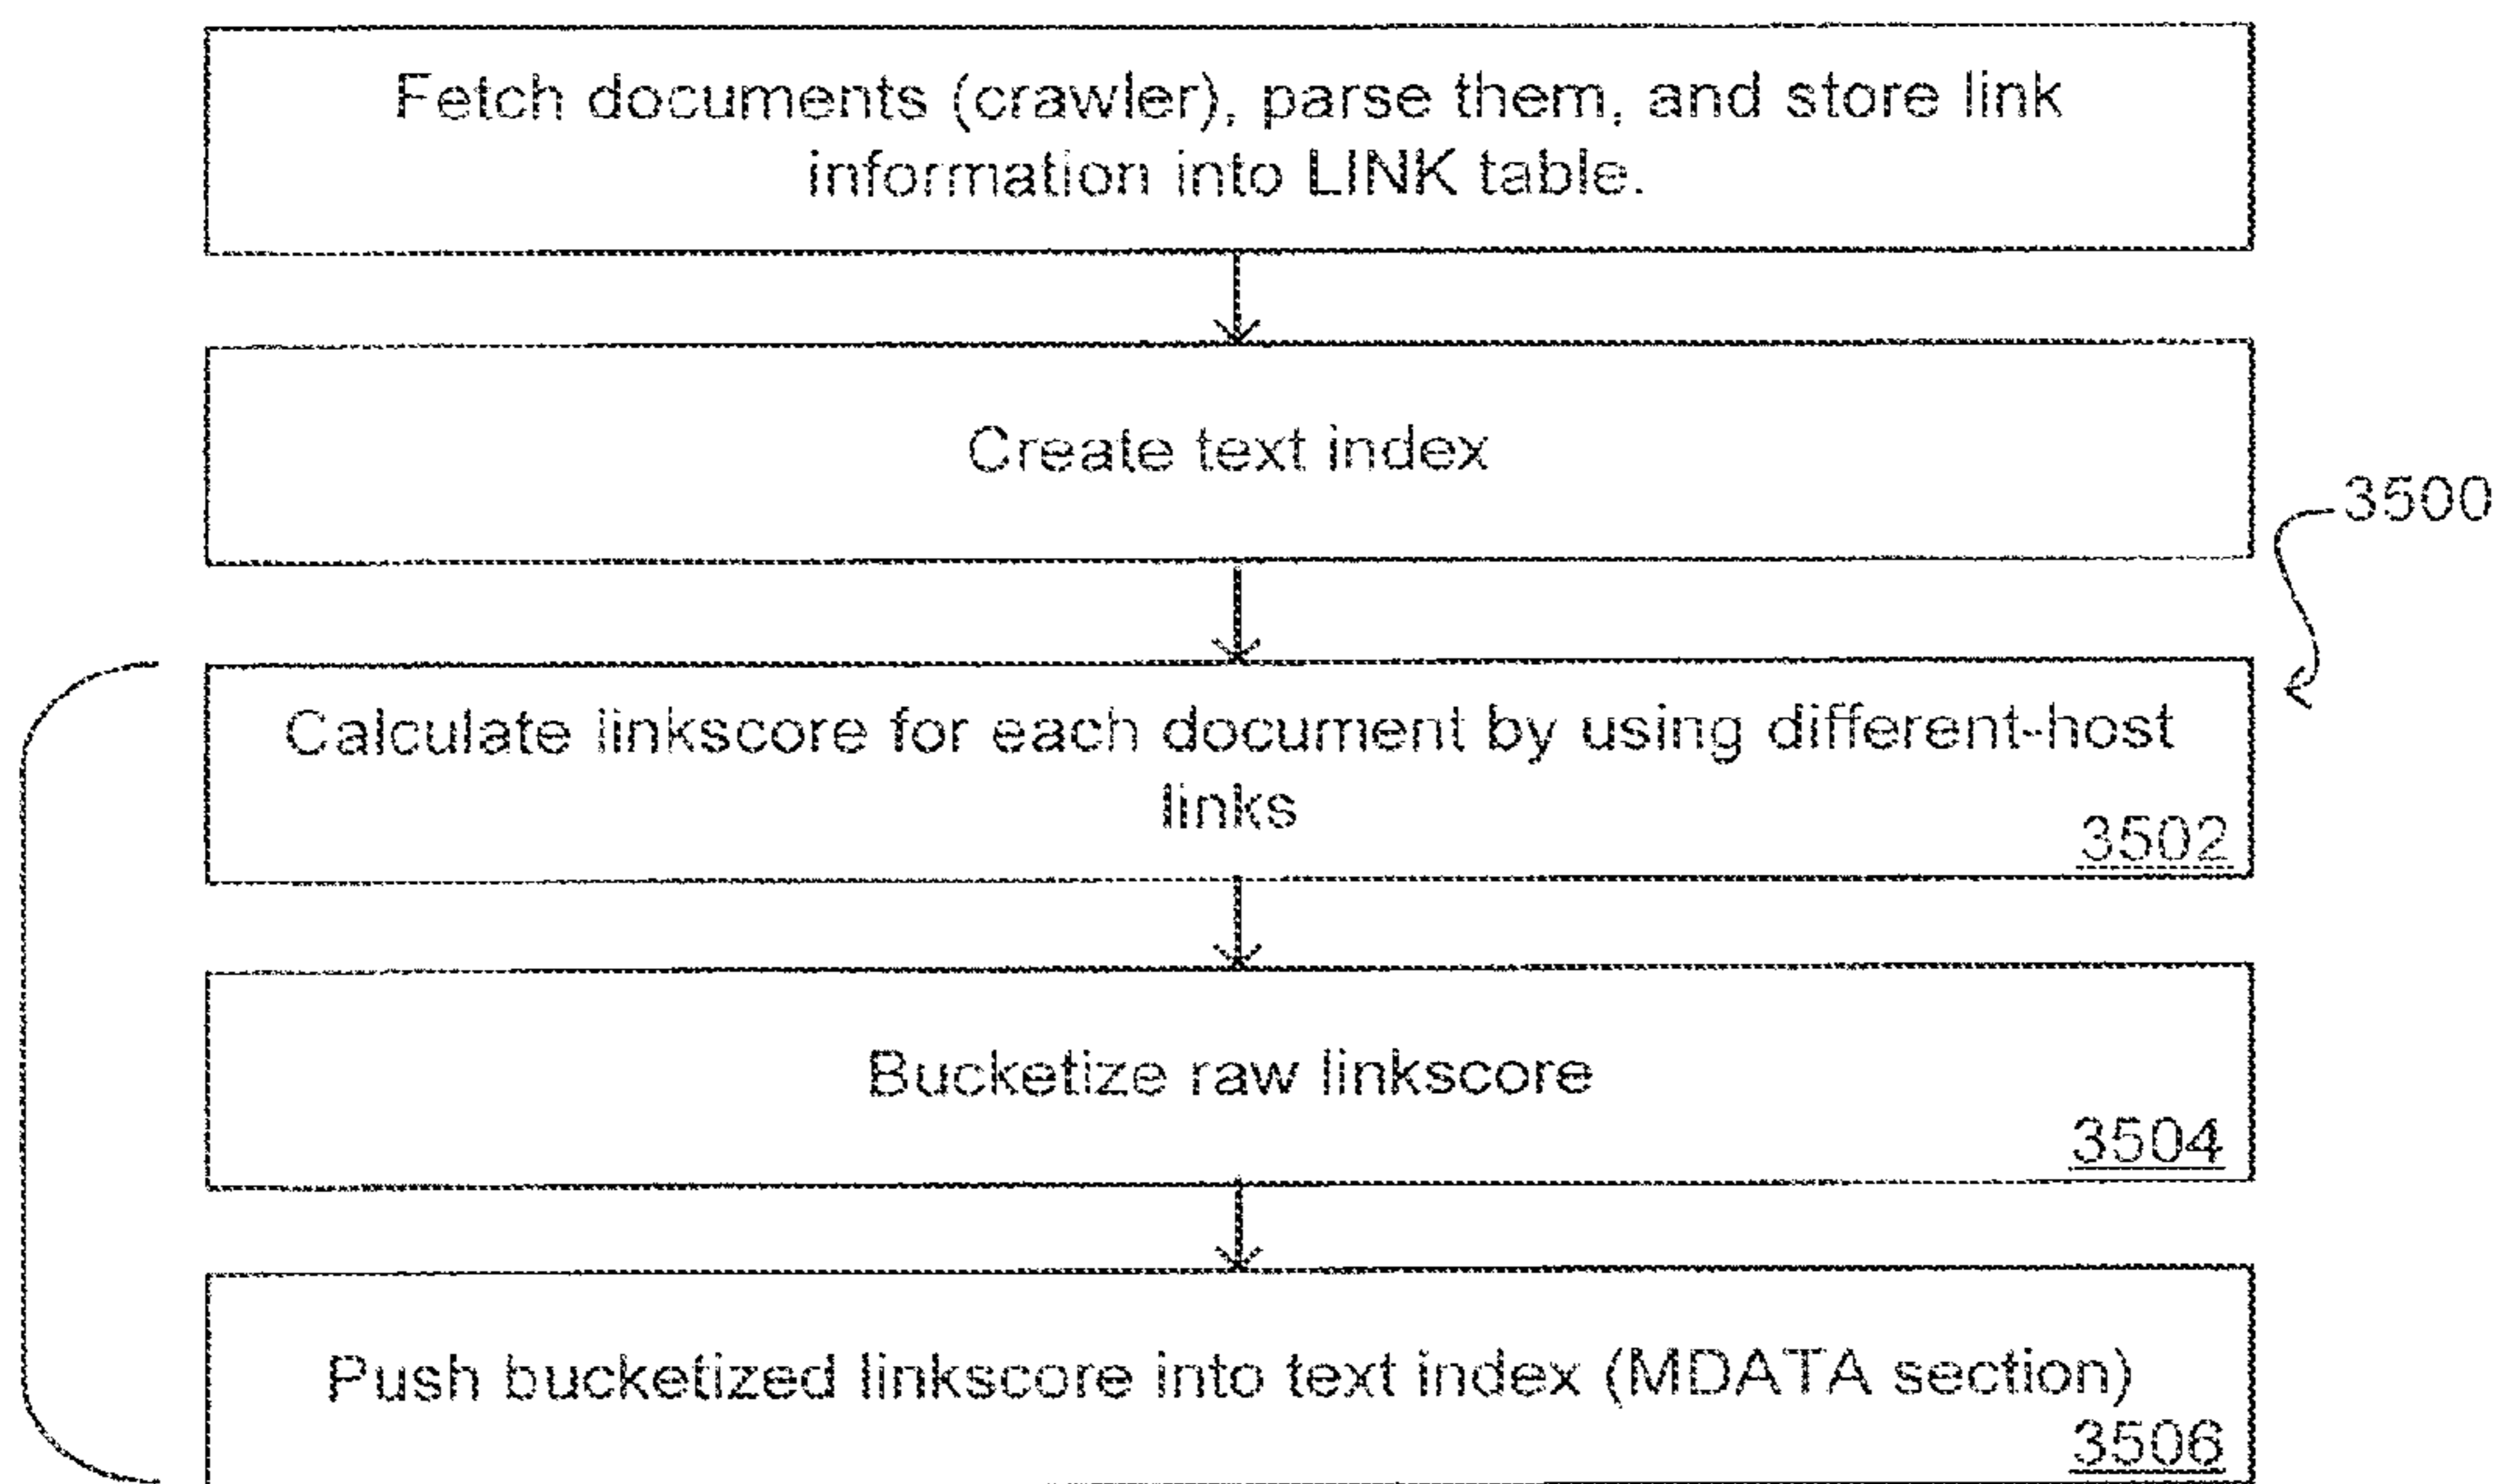 Fetch documents (crawler), parse them, and store link
information into LINK table.
Create text index
3500
Calculate linkscore for each document by using different-host
links
3502
Bucketize raw linkscore
3504
Push bucketized linkscore into text index (MDATA section)
3506